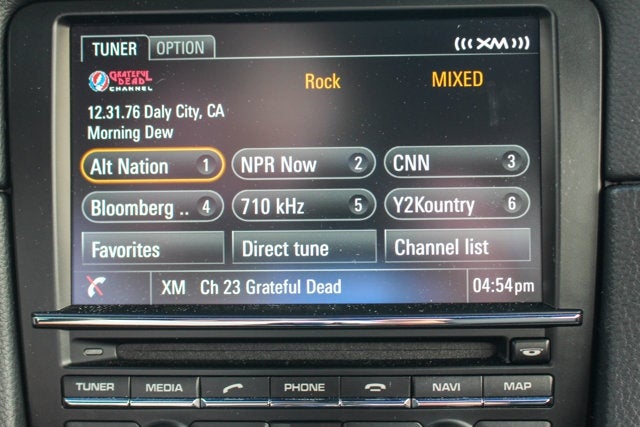 TUNER OPTION ((( XM )))
GRATEFUL
DEAD
CHANNEL
Rock MIXED
12.31.76 Daly City, CA
Morning Dew
Alt Nation 1 NPR Now 2 CNN 3
Bloomberg .. 4 710 kHz 5 Y2Kountry 6
Favorites Direct tune Channel list
XM Ch 23 Grateful Dead 04:54pm
TUNER MEDIA PHONE NAVI MAP